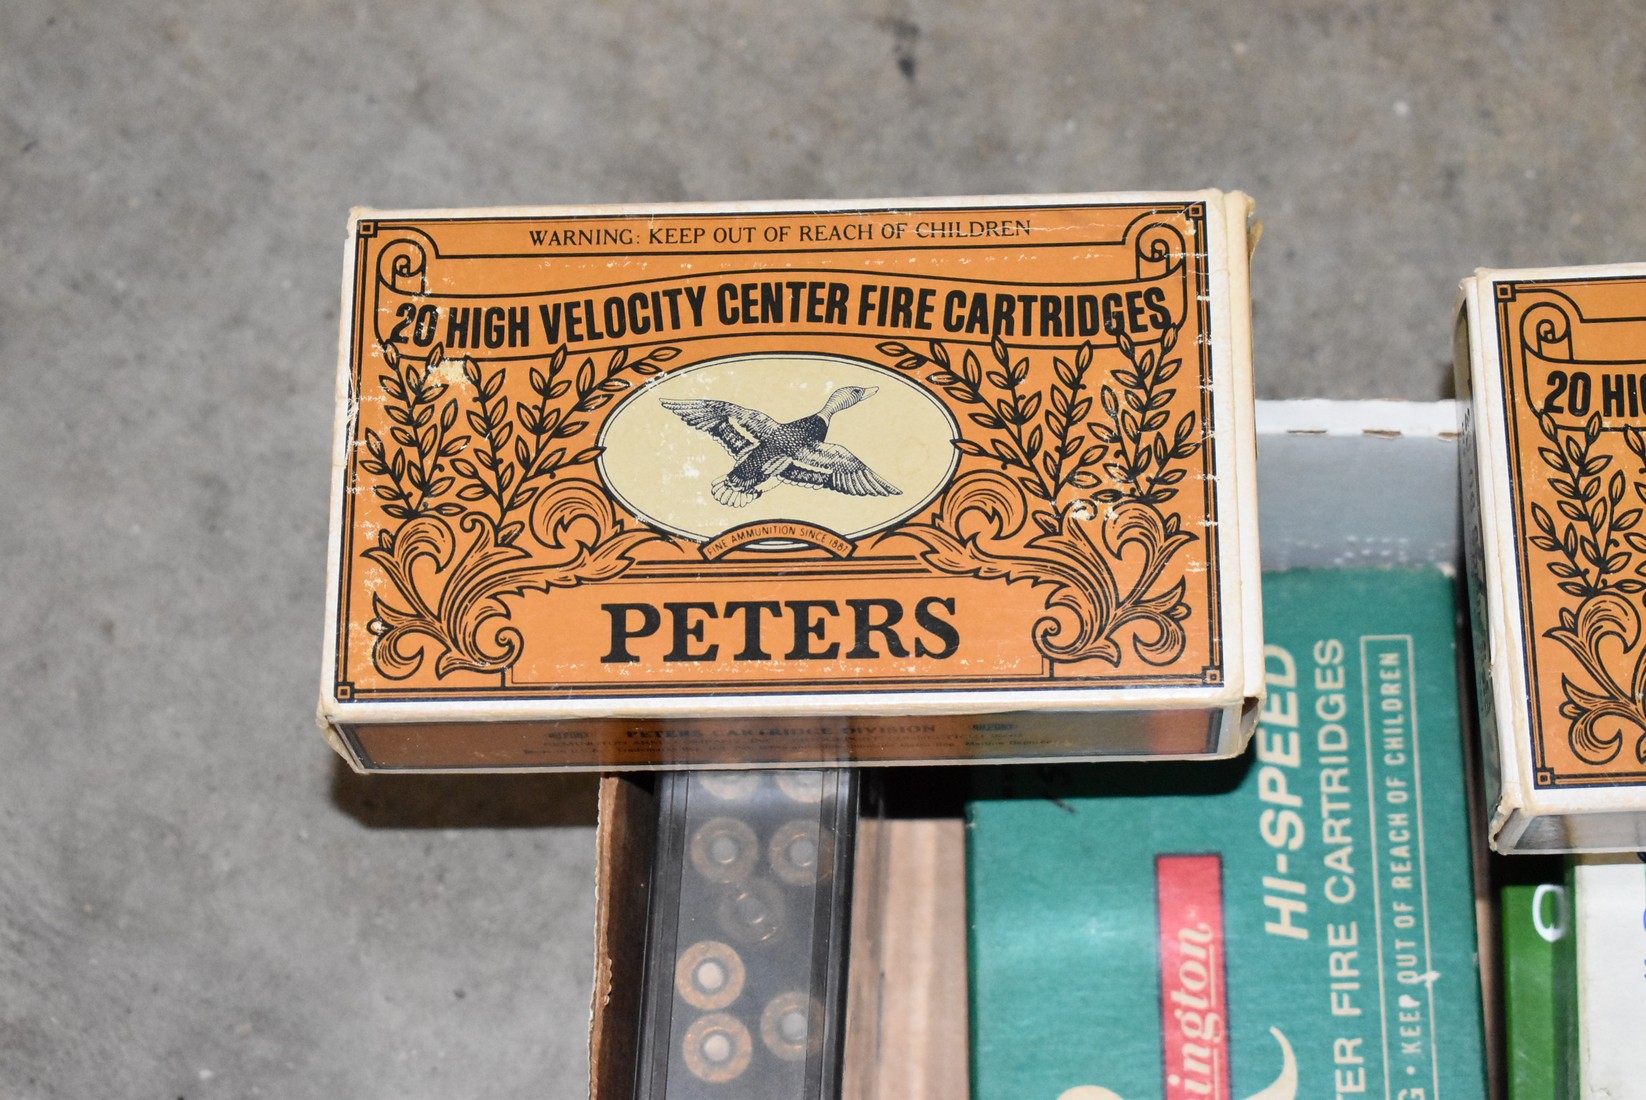 WARNING: KEEP OUT OF REACH OF CHILDREN
20 HIGH VELOCITY CENTER FIRE CARTRIDGES
FINE AMMUNITION SINCE 1887
PETERS
PETERS CARTRIDGE DIVISION
20 HI
HI-SPEED
TER FIRE CARTRIDGES
G • KEEP OUT OF REACH OF CHILDREN
ington